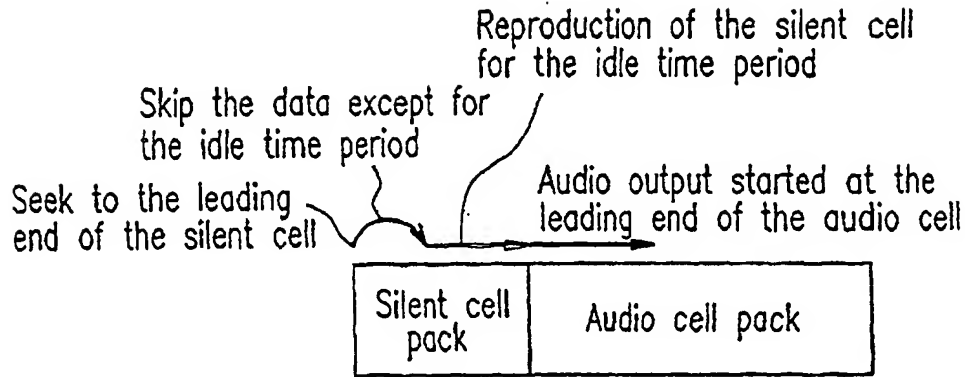 Reproduction of the silent cell
for the idle time period
Skip the data except for
the idle time period
Audio output started at the
leading end of the audio cell
Seek to the leading
end of the silent cell
Silent cell
pack
Audio cell pack